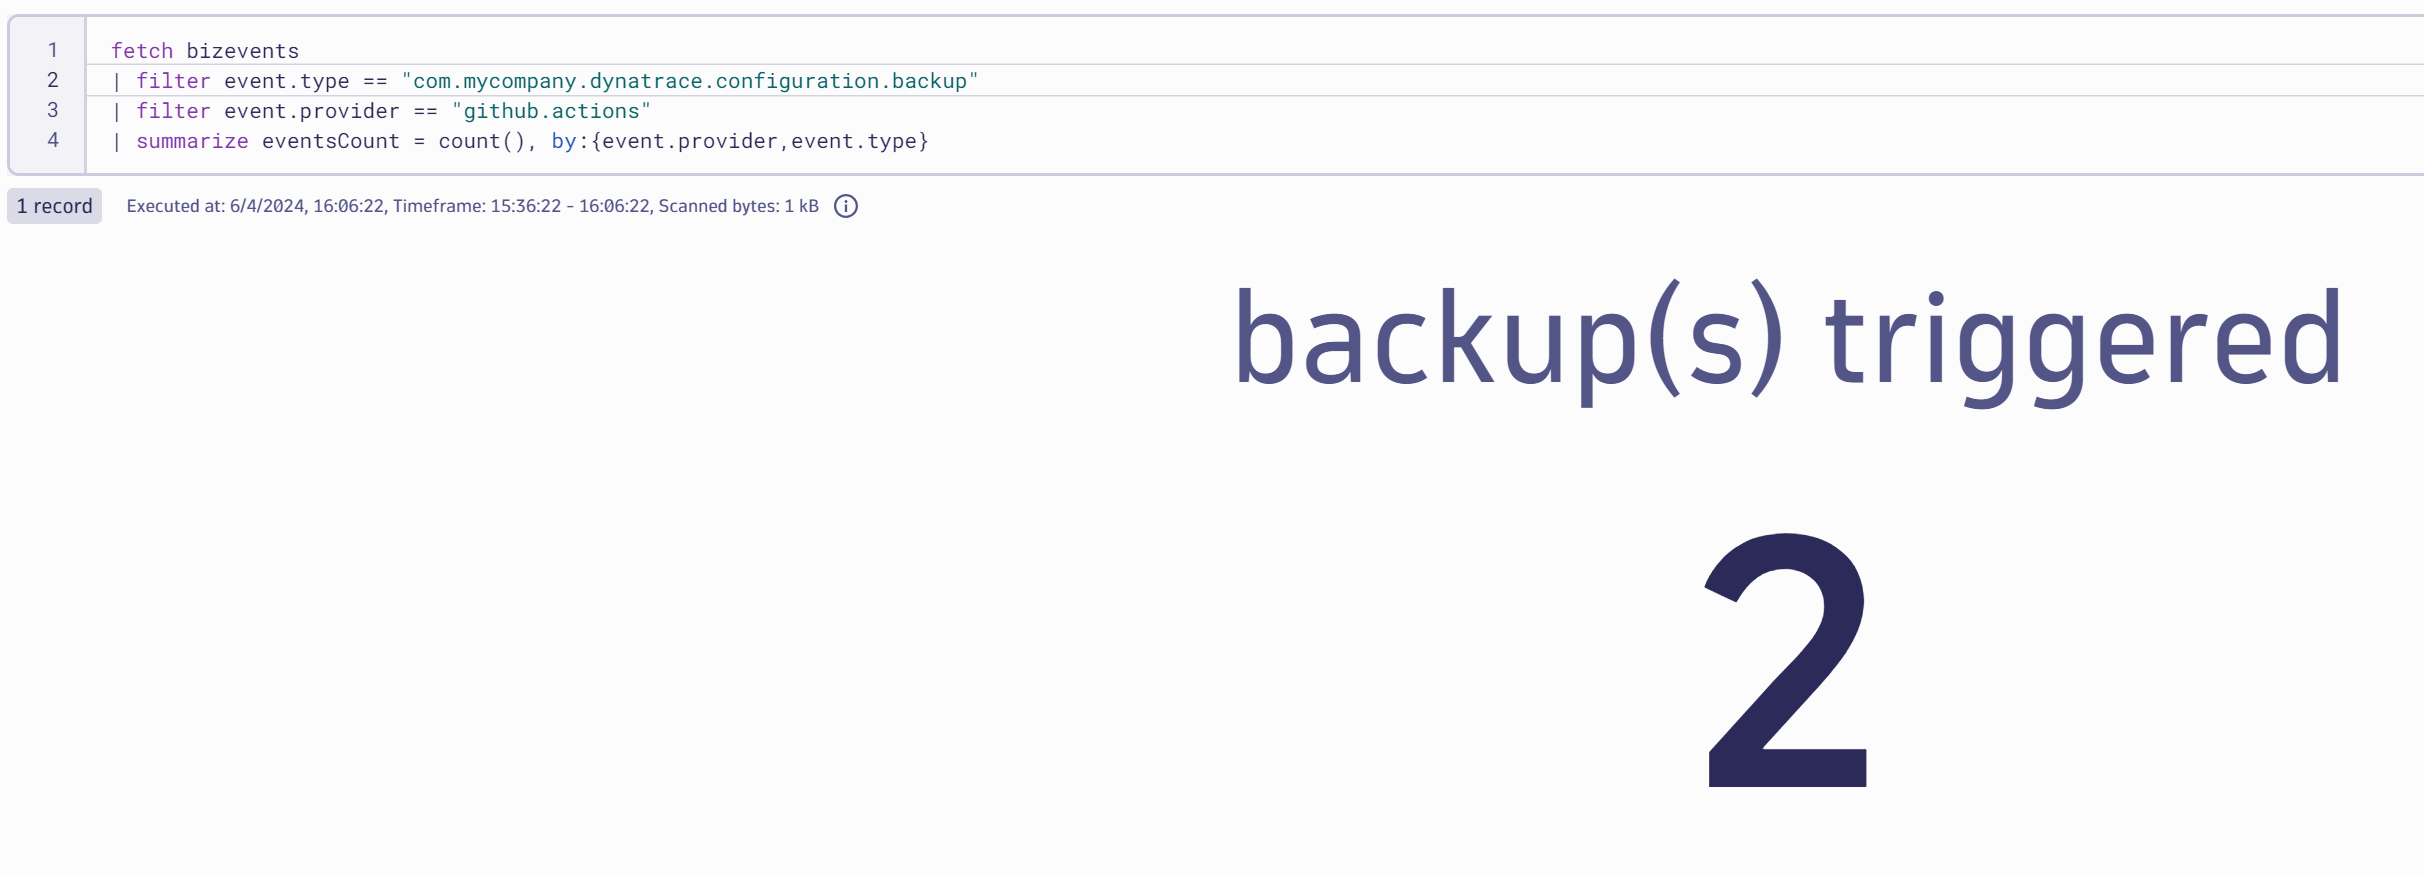 1 fetch bizevents
2 | filter event.type == "com.mycompany.dynatrace.configuration.backup"
3 | filter event.provider == "github.actions"
4 | summarize eventsCount = count(), by:{event.provider,event.type}
1 record Executed at: 6/4/2024, 16:06:22, Timeframe: 15:36:22 - 16:06:22, Scanned bytes: 1 kB
backup(s) triggered
2